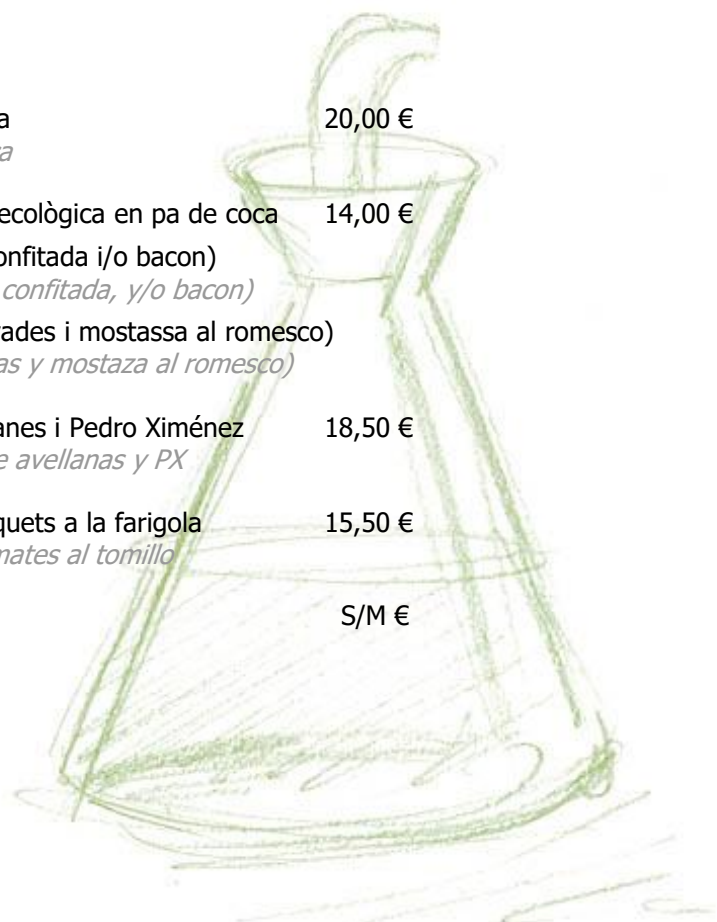 a 20,00 €
a
ecològica en pa de coca 14,00 €
onfitada i/o bacon)
confitada, y/o bacon)
ades i mostassa al romesco)
as y mostaza al romesco)
anes i Pedro Ximénez 18,50 €
e avellanas y PX
quets a la farigola 15,50 €
mates al tomillo
S/M €